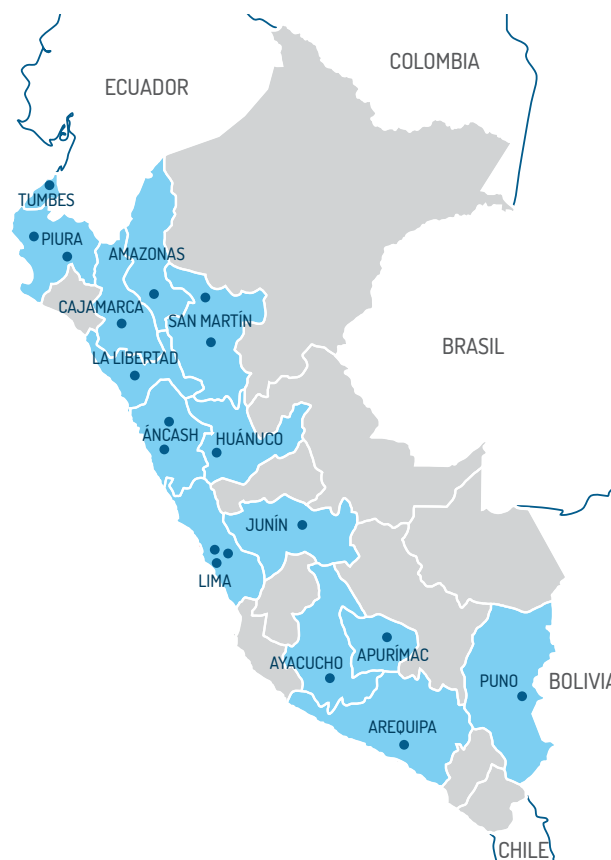 COLOMBIA
ECUADOR
TUMBES
PIURA
AMAZONAS
CAJAMARCA
SAN MARTÍN
BRASIL
LA LIBERTAD
ÁNCASH
HUÁNUCO
JUNÍN
LIMA
APURÍMAC
AYACUCHO
PUNO
BOLIVIA
AREQUIPA
CHILE